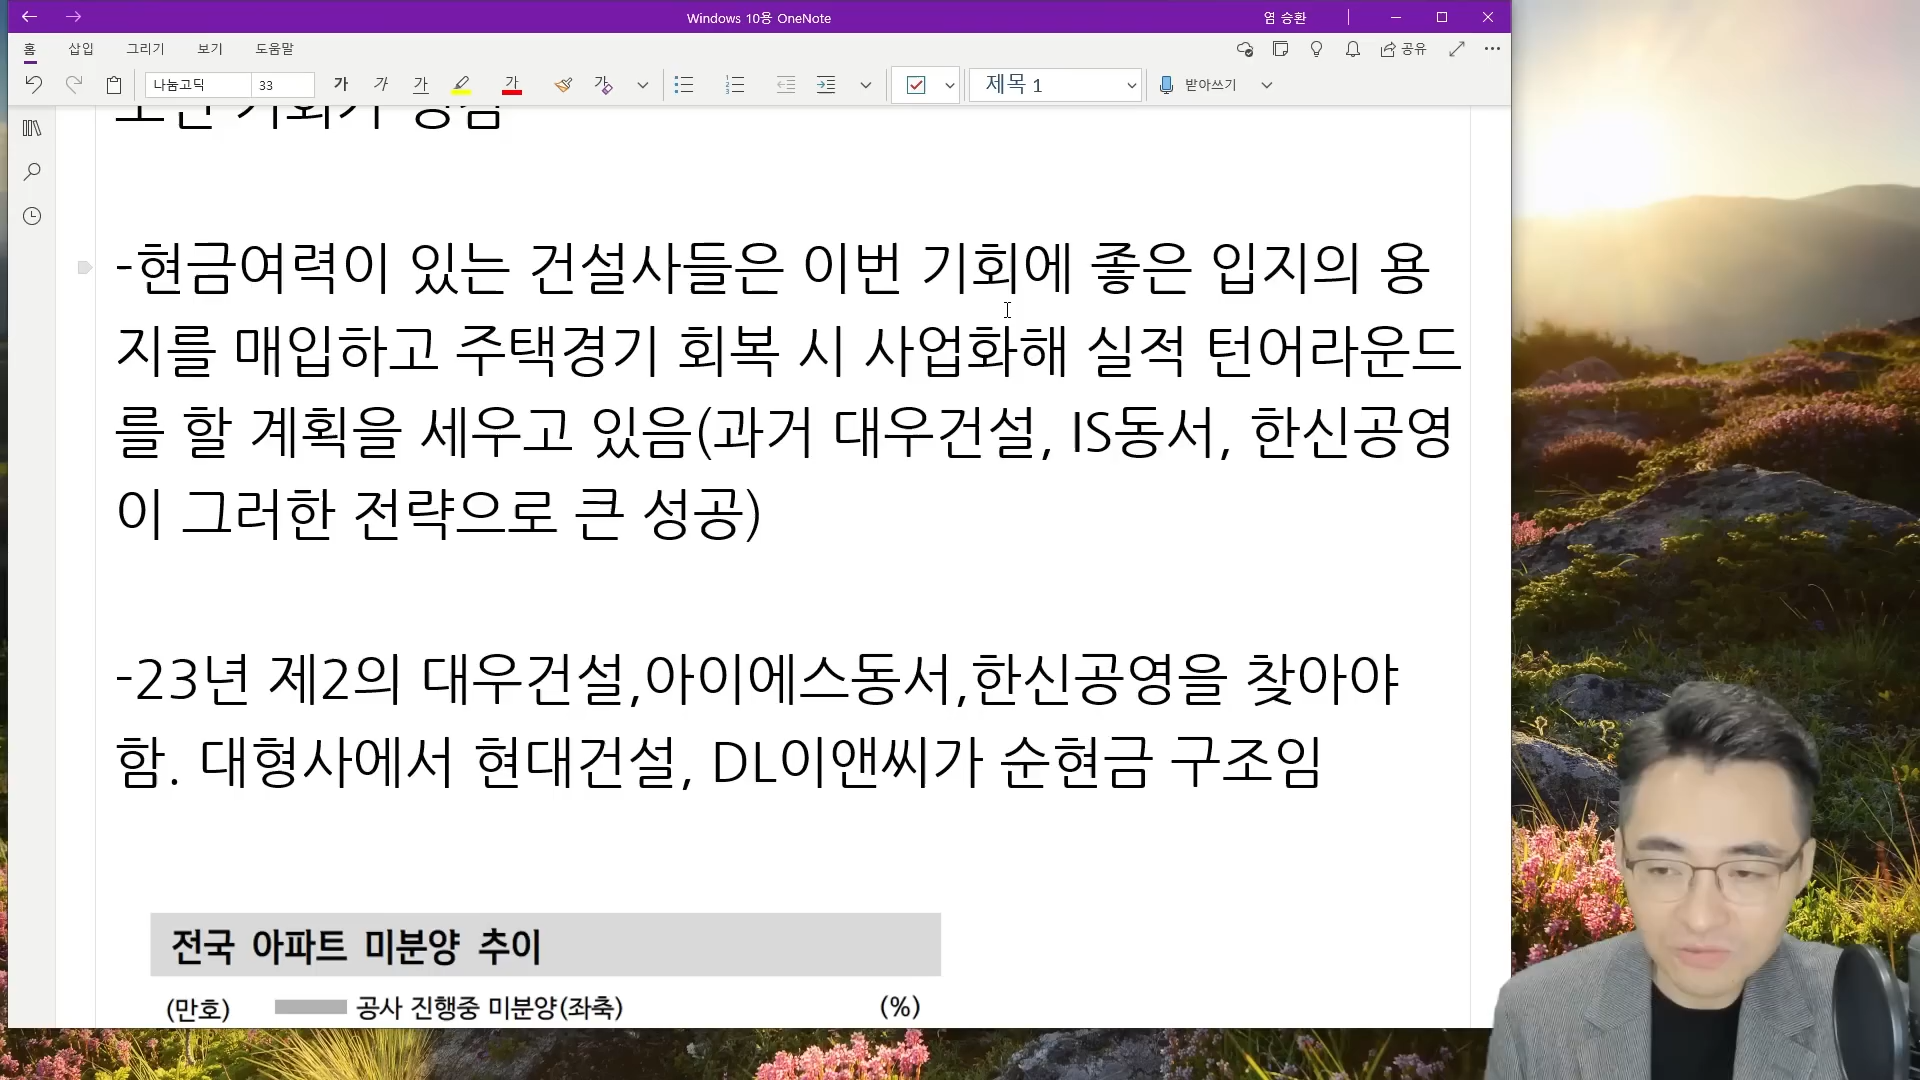 Windows 10용 OneNote
염 승환
홈 삽입 그리기 보기 도움말
공유
나눔고딕 33 가 가 가 가 가 제목 1 받아쓰기
-현금여력이 있는 건설사들은 이번 기회에 좋은 입지의 용
지를 매입하고 주택경기 회복 시 사업화해 실적 턴어라운드
를 할 계획을 세우고 있음(과거 대우건설, IS동서, 한신공영
이 그러한 전략으로 큰 성공)
-23년 제2의 대우건설,아이에스동서,한신공영을 찾아야
함. 대형사에서 현대건설, DL이앤씨가 순현금 구조임
전국 아파트 미분양 추이
(만호) 공사 진행중 미분양(좌축) (%)